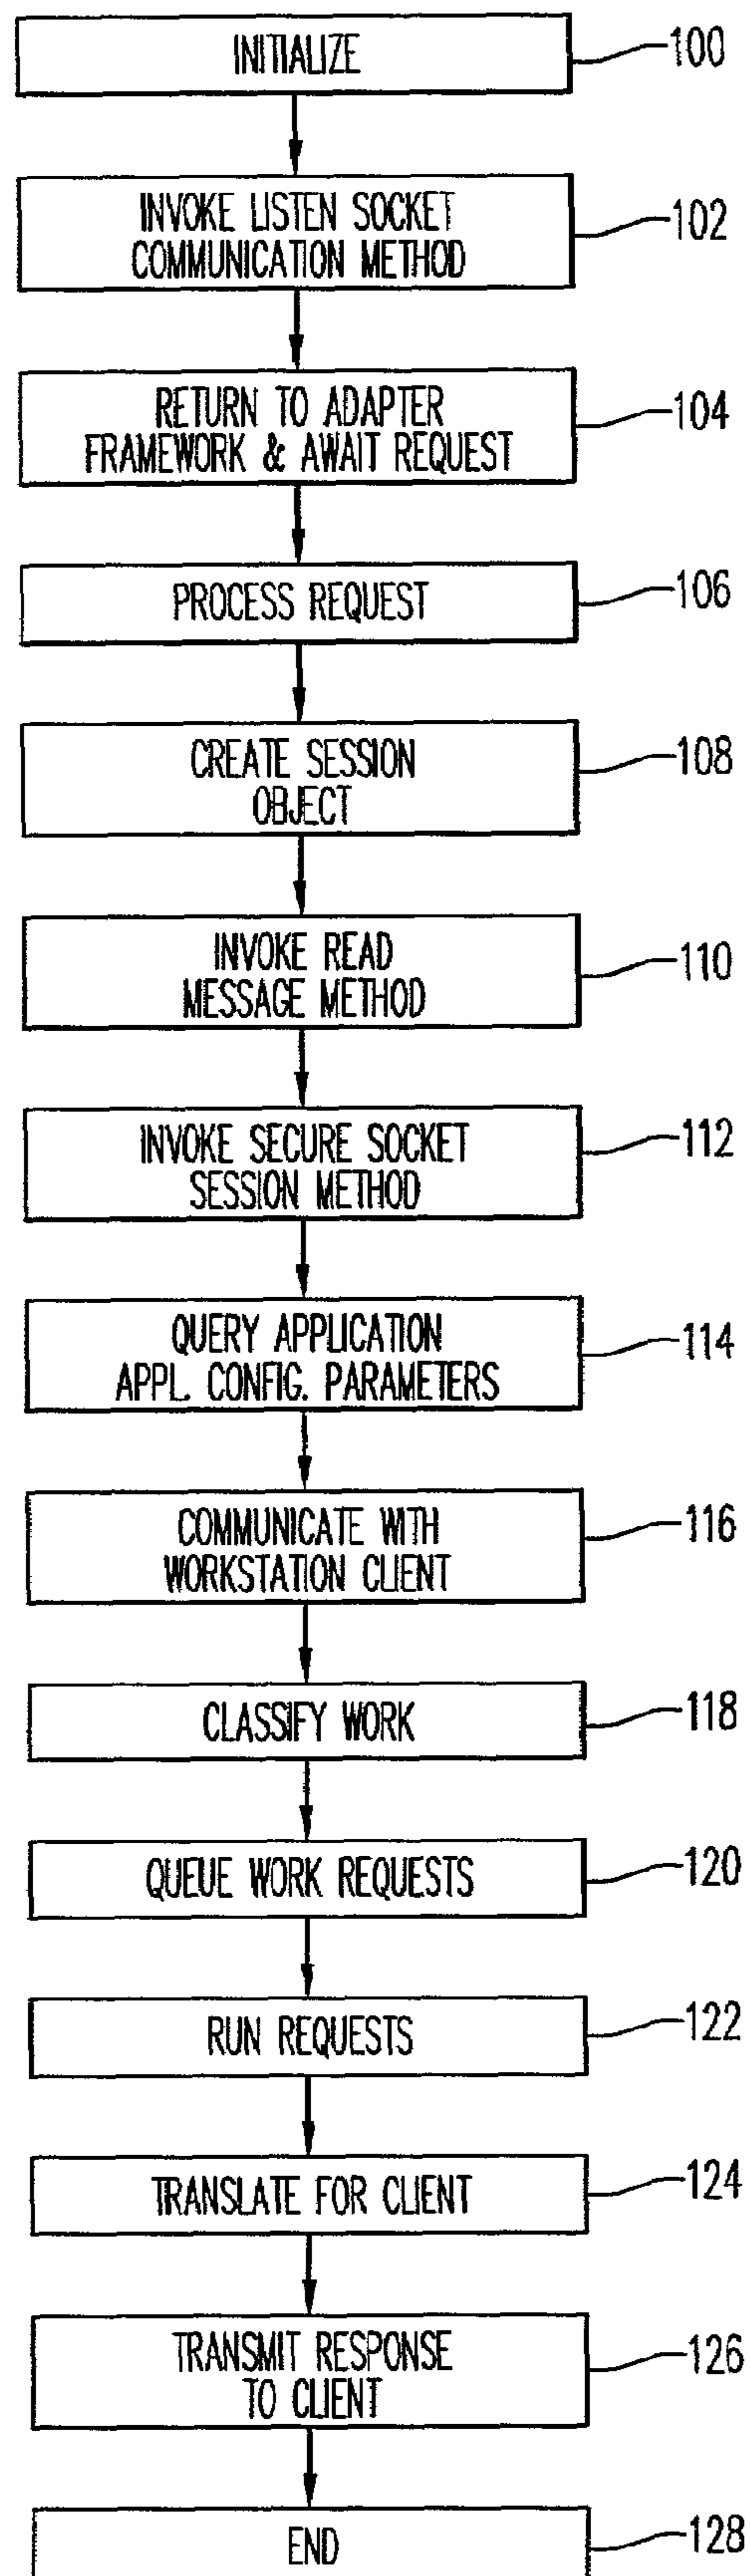 INITIALIZE
100
INVOKE LISTEN SOCKET
COMMUNICATION METHOD
102
RETURN TO ADAPTER
FRAMEWORK & AWAIT REQUEST
104
PROCESS REQUEST
106
CREATE SESSION
OBJECT
108
INVOKE READ
MESSAGE METHOD
110
INVOKE SECURE SOCKET
SESSION METHOD
112
QUERY APPLICATION
APPL. CONFIG. PARAMETERS
114
COMMUNICATE WITH
WORKSTATION CLIENT
116
CLASSIFY WORK
118
QUEUE WORK REQUESTS
120
RUN REQUESTS
122
TRANSLATE FOR CLIENT
124
TRANSMIT RESPONSE
TO CLIENT
126
END
128